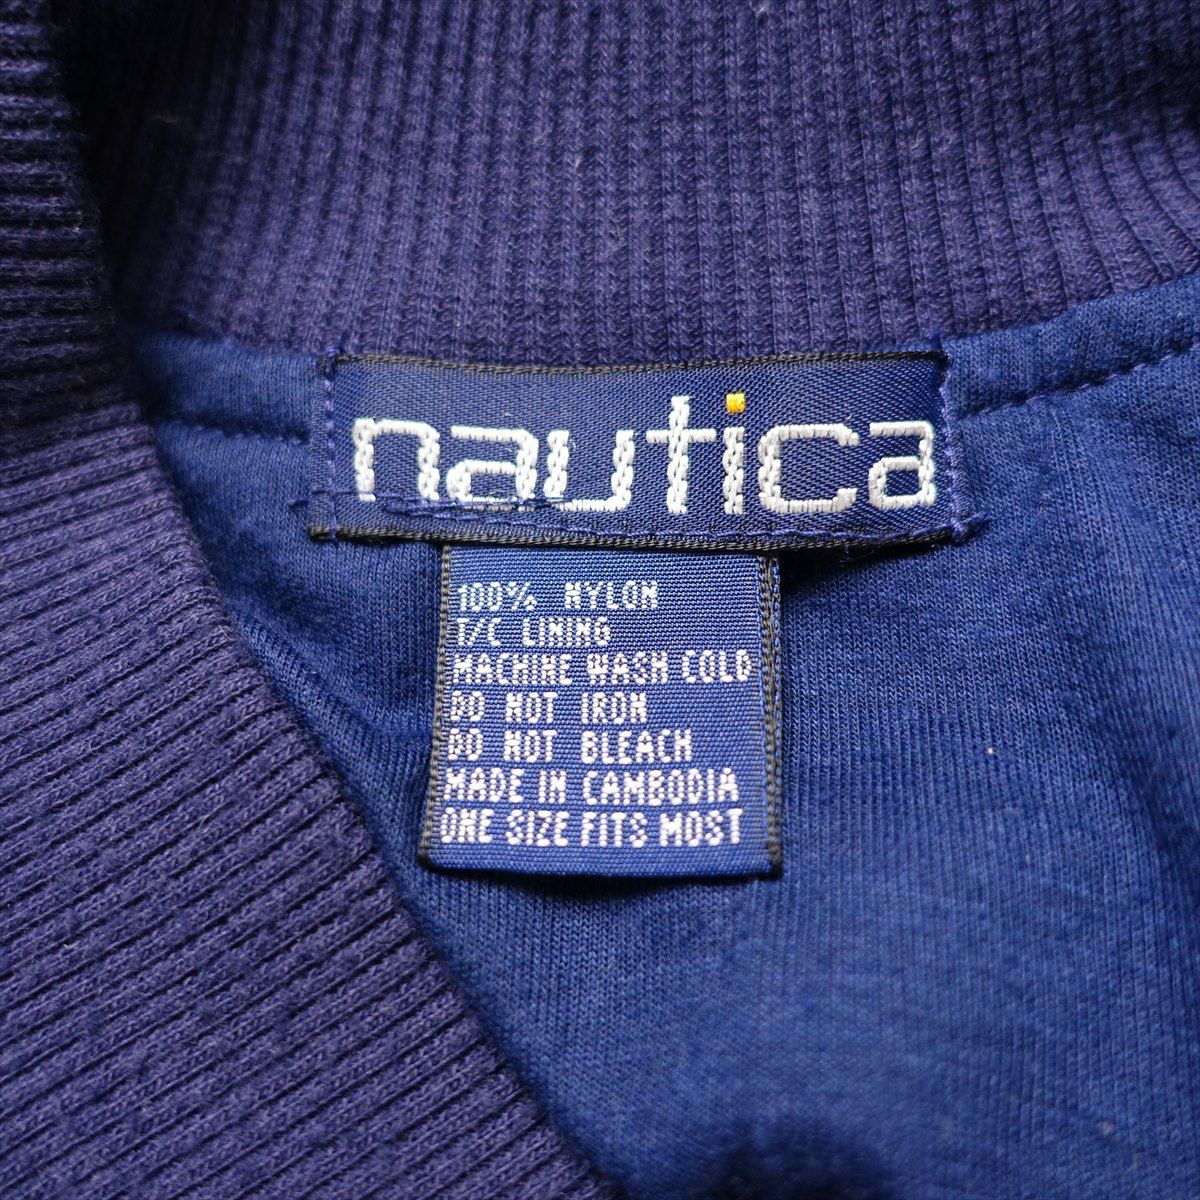 nautica
100% NYLON
T/C LINING
MACHINE WASH COLD
DO NOT IRON
DO NOT BLEACH
MADE IN CAMBODIA
ONE SIZE FITS MOST